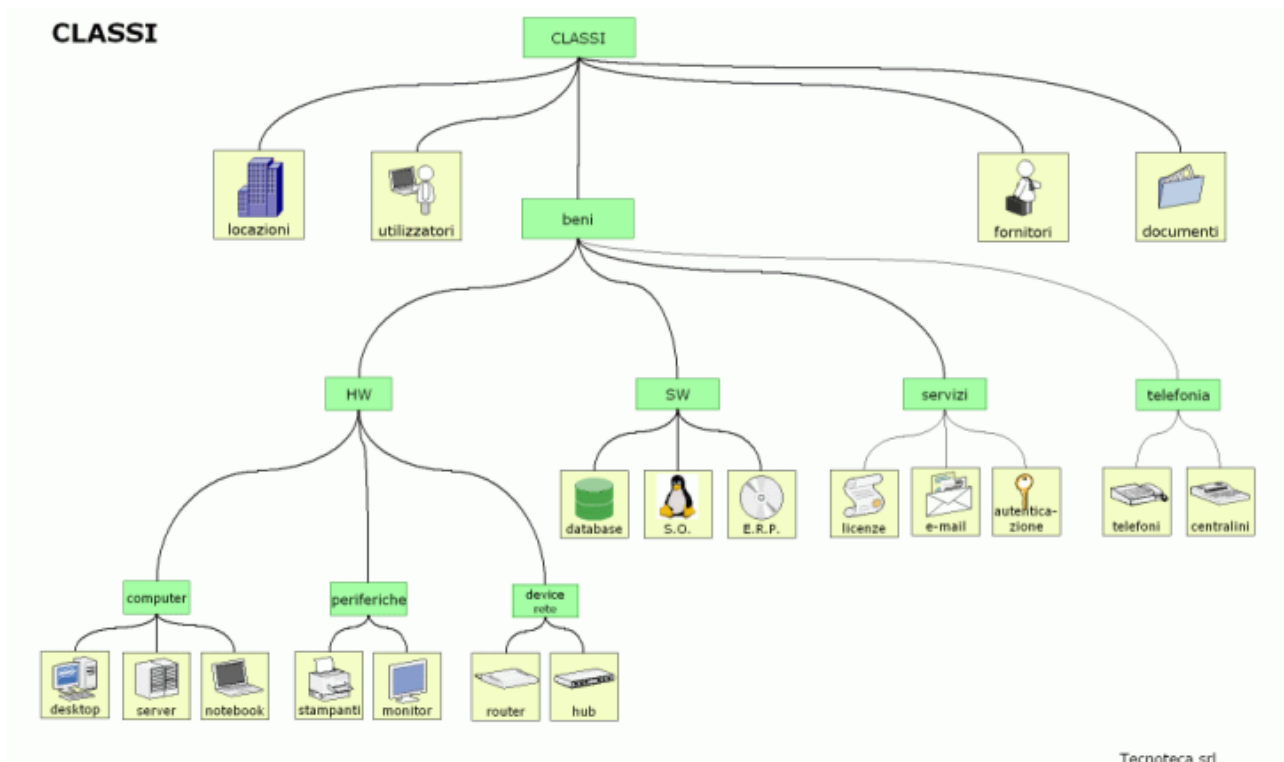 CLASSI
CLASSI
locazioni
utilizzatori
beni
fornitori
documenti
HW
SW
servizi
telefonia
database
S.O.
E.R.P.
licenze
e-mail
autentica-
zione
telefoni
centralini
computer
periferiche
device
rete
desktop
server
notebook
stampanti
monitor
router
hub
Tecnoteca srl